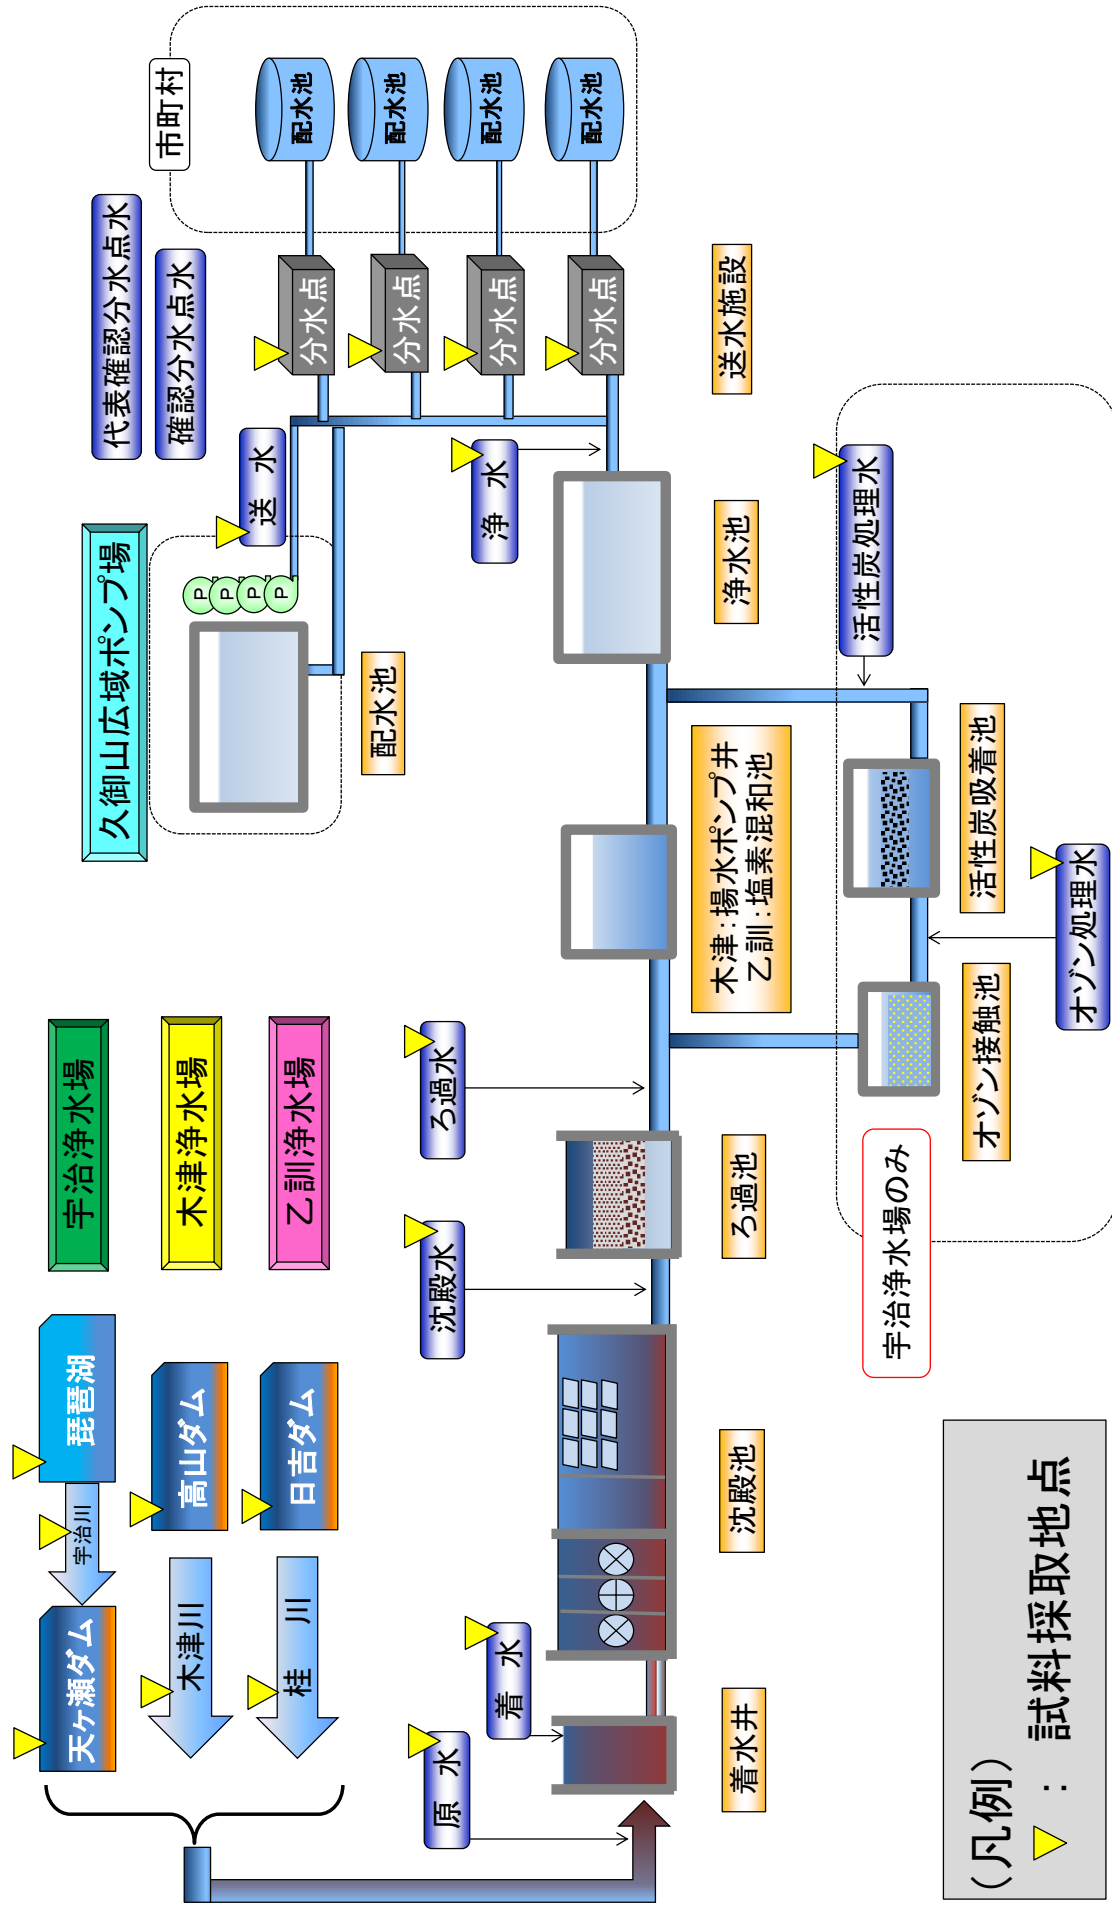 琵琶湖
宇治川
天ケ瀬ダム
高山ダム
木津川
日吉ダム
桂 川
宇治浄水場
木津浄水場
乙訓浄水場
久御山広域ポンプ場
代表確認分水点水
確認分水点水
市町村
配水池
配水池
配水池
配水池
分水点
分水点
分水点
分水点
P
P
P
P
送 水
配水池
原 水
着 水
沈殿水
ろ過水
浄 水
着水井
沈殿池
ろ過池
木津：揚水ポンプ井
乙訓：塩素混和池
浄水池
送水施設
宇治浄水場のみ
活性炭処理水
オゾン接触池
活性炭吸着池
オゾン処理水
（凡例）
： 試料採取地点